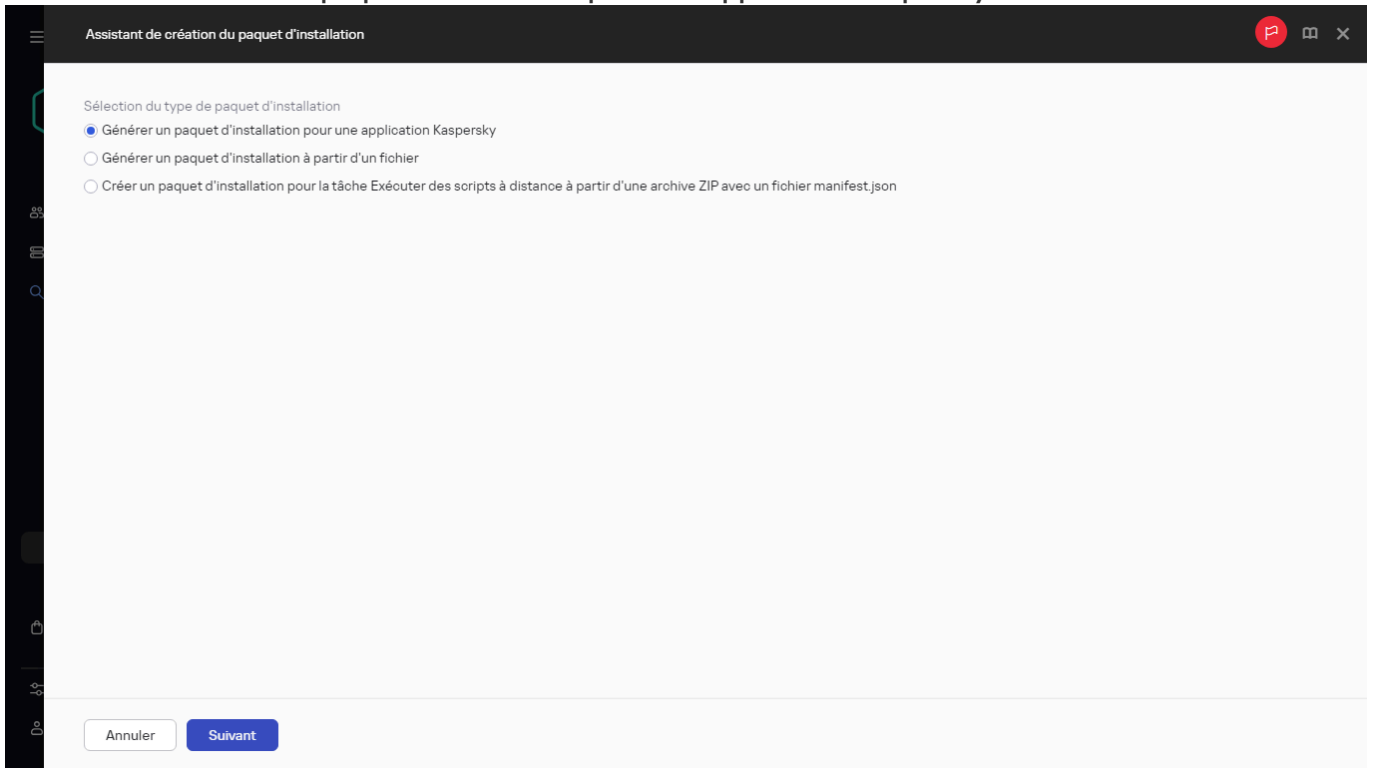 Assistant de création du paquet d'installation
Sélection du type de paquet d'installation
Générer un paquet d'installation pour une application Kaspersky
Générer un paquet d'installation à partir d'un fichier
Créer un paquet d'installation pour la tâche Exécuter des scripts à distance à partir d'une archive ZIP avec un fichier manifest.json
Annuler
Suivant